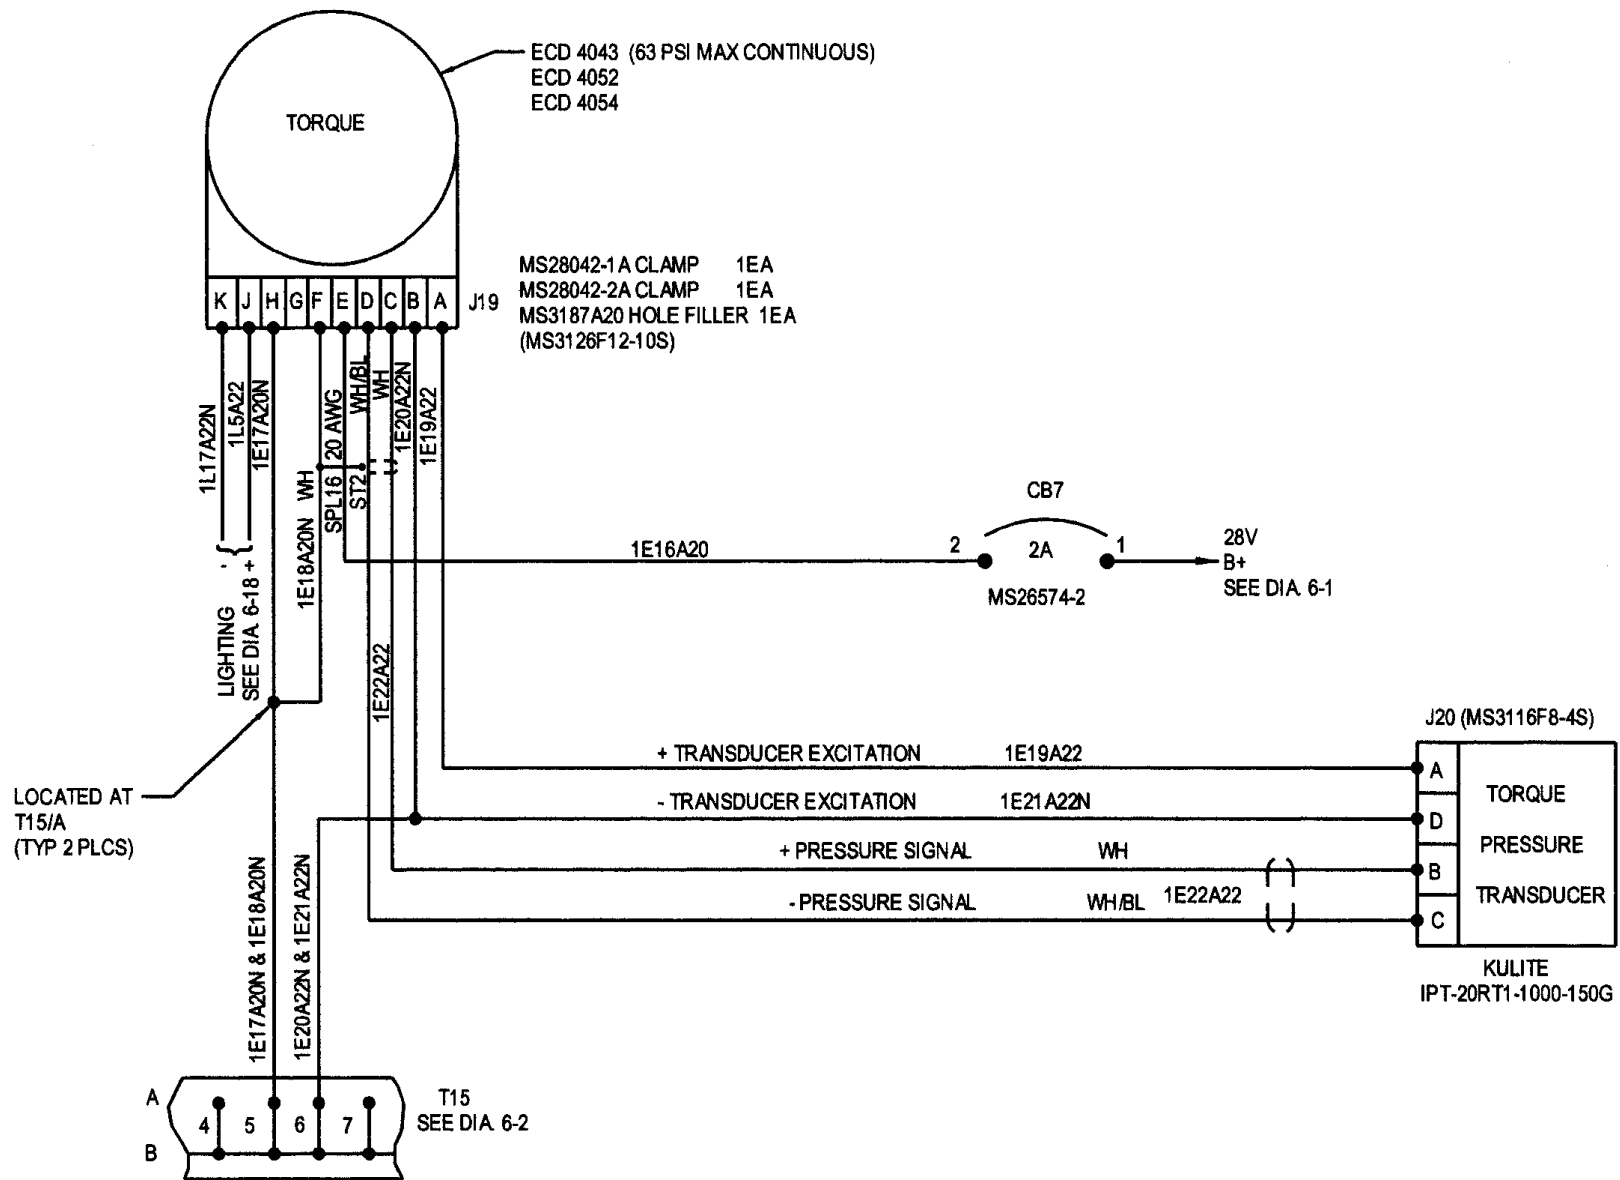 ECD 4043 (63 PSI MAX CONTINUOUS)
ECD 4052
ECD 4054
TORQUE
MS28042-1A CLAMP 1EA
MS28042-2A CLAMP 1EA
MS3187A20 HOLE FILLER 1EA
(MS3126F12-10S)
K J H G F E D C B A J19
1L17A22N
1L5A22
1E17A20N
1E18A20N WH
SPL16 20 AWG
ST2
WH/BL
WH
1E20A22N
1E19A22
1E22A22
LIGHTING
SEE DIA. 6-18 +
CB7
2 2A 1
1E16A20
MS26574-2
28V
B+
SEE DIA. 6-1
J20 (MS3116F8-4S)
+ TRANSDUCER EXCITATION 1E19A22
- TRANSDUCER EXCITATION 1E21A22N
+ PRESSURE SIGNAL WH
- PRESSURE SIGNAL WH/BL 1E22A22
A
D
B
C
TORQUE
PRESSURE
TRANSDUCER
KULITE
IPT-20RT1-1000-150G
LOCATED AT
T15/A
(TYP 2 PLCS)
1E17A20N & 1E18A20N
1E20A22N & 1E21A22N
A
4 5 6 7
B
T15
SEE DIA. 6-2